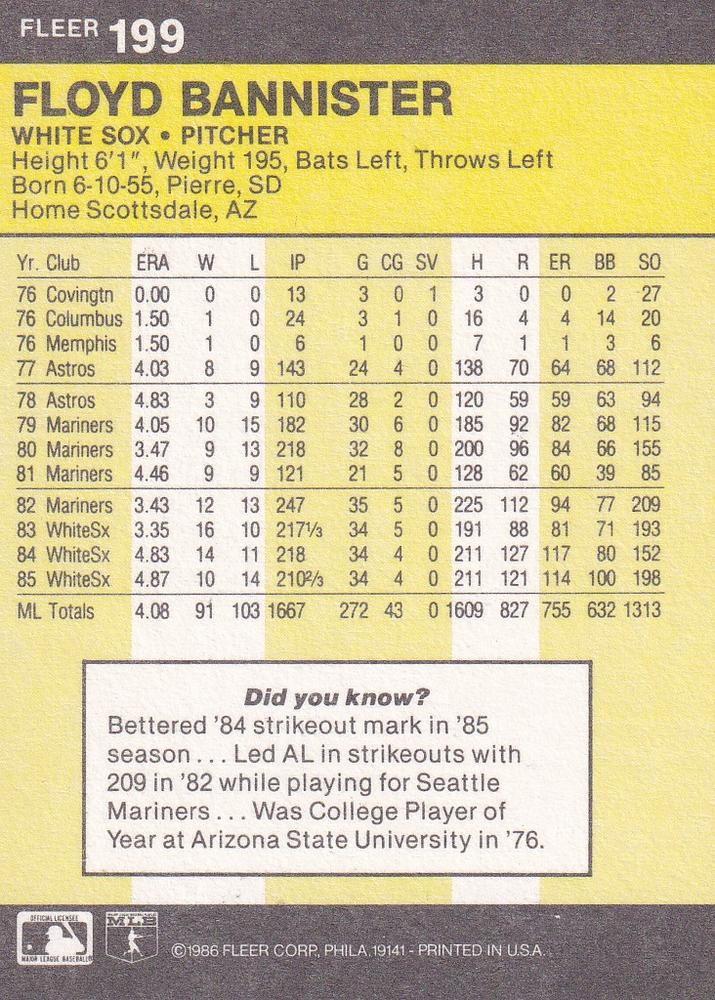 FLEER 199
FLOYD BANNISTER
WHITE SOX • PITCHER
Height 6'1", Weight 195, Bats Left, Throws Left
Born 6-10-55, Pierre, SD
Home Scottsdale, AZ
Yr. Club ERA W L IP G CG SV H R ER BB SO
76 Covingtn 0.00 0 0 13 3 0 1 3 0 0 2 27
76 Columbus 1.50 1 0 24 3 1 0 16 4 4 14 20
76 Memphis 1.50 1 0 6 1 0 0 7 1 1 3 6
77 Astros 4.03 8 9 143 24 4 0 138 70 64 68 112
78 Astros 4.83 3 9 110 28 2 0 120 59 59 63 94
79 Mariners 4.05 10 15 182 30 6 0 185 92 82 68 115
80 Mariners 3.47 9 13 218 32 8 0 200 96 84 66 155
81 Mariners 4.46 9 9 121 21 5 0 128 62 60 39 85
82 Mariners 3.43 12 13 247 35 5 0 225 112 94 77 209
83 WhiteSx 3.35 16 10 217⅓ 34 5 0 191 88 81 71 193
84 WhiteSx 4.83 14 11 218 34 4 0 211 127 117 80 152
85 WhiteSx 4.87 10 14 210⅔ 34 4 0 211 121 114 100 198
ML Totals 4.08 91 103 1667 272 43 0 1609 827 755 632 1313
Did you know?
Bettered '84 strikeout mark in '85
season... Led AL in strikeouts with
209 in '82 while playing for Seattle
Mariners... Was College Player of
Year at Arizona State University in '76.
OFFICIAL LICENSEE
MAJOR LEAGUE BASEBALL
MLB
©1986 FLEER CORP., PHILA. 19141 - PRINTED IN U.S.A.